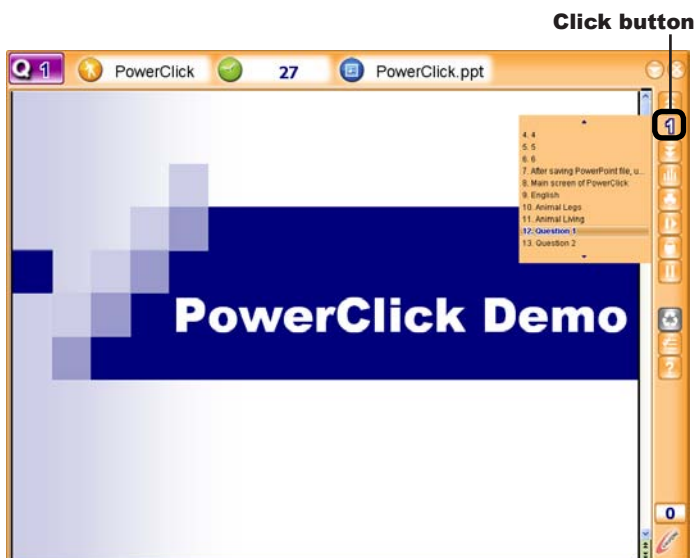 Click button
Q 1 PowerClick 27 PowerClick.ppt
1
4. 4
5. 5
6. 6
7. After saving PowerPoint file, u...
8. Main screen of PowerClick
9. English
10. Animal Legs
11. Animal Living
12. Question 1
13. Question 2
PowerClick Demo
?
0